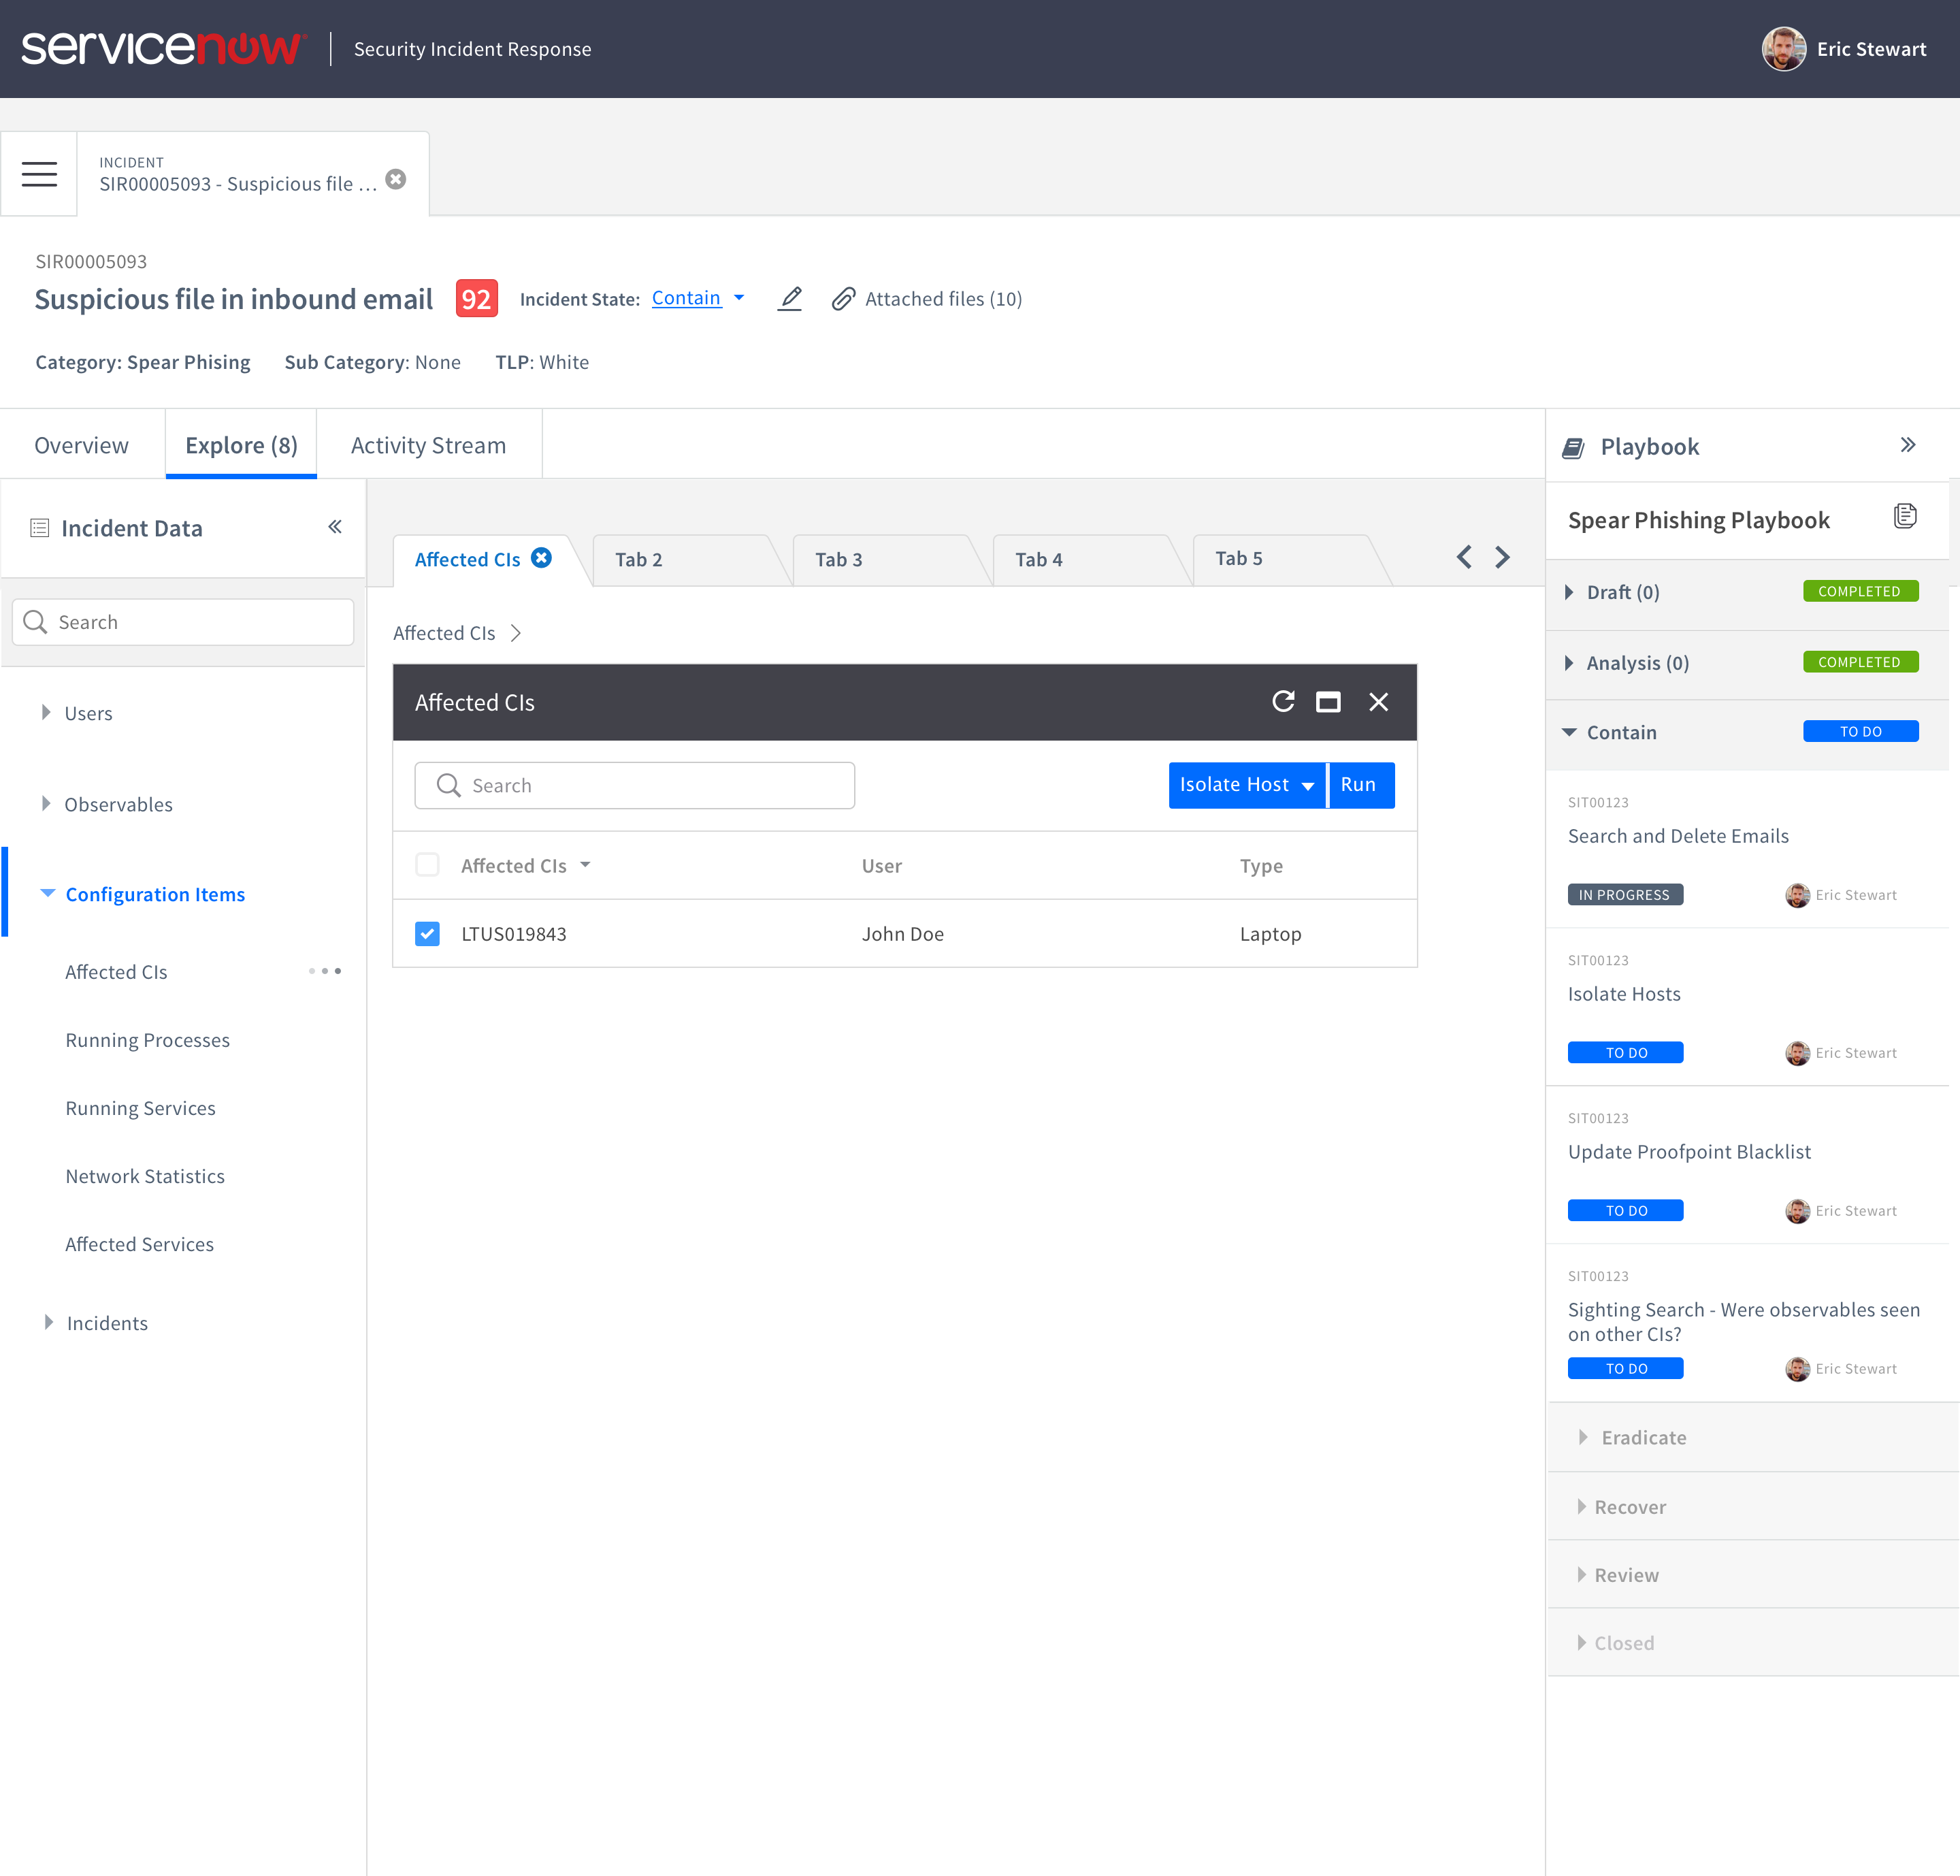 servicenow
Security Incident Response
Eric Stewart
INCIDENT
SIR00005093 - Suspicious file ...
SIR00005093
Suspicious file in inbound email
92
Incident State: Contain
Attached files (10)
Category: Spear Phising
Sub Category: None
TLP: White
Overview
Explore (8)
Activity Stream
Incident Data
Search
Users
Observables
Configuration Items
Affected CIs
Running Processes
Running Services
Network Statistics
Affected Services
Incidents
Affected CIs
Tab 2
Tab 3
Tab 4
Tab 5
Affected CIs
Affected CIs
Search
Isolate Host
Run
Affected CIs
User
Type
LTUS019843
John Doe
Laptop
Playbook
Spear Phishing Playbook
Draft (0)
COMPLETED
Analysis (0)
COMPLETED
Contain
TO DO
SIT00123
Search and Delete Emails
IN PROGRESS
Eric Stewart
SIT00123
Isolate Hosts
TO DO
Eric Stewart
SIT00123
Update Proofpoint Blacklist
TO DO
Eric Stewart
SIT00123
Sighting Search - Were observables seen
on other CIs?
TO DO
Eric Stewart
Eradicate
Recover
Review
Closed